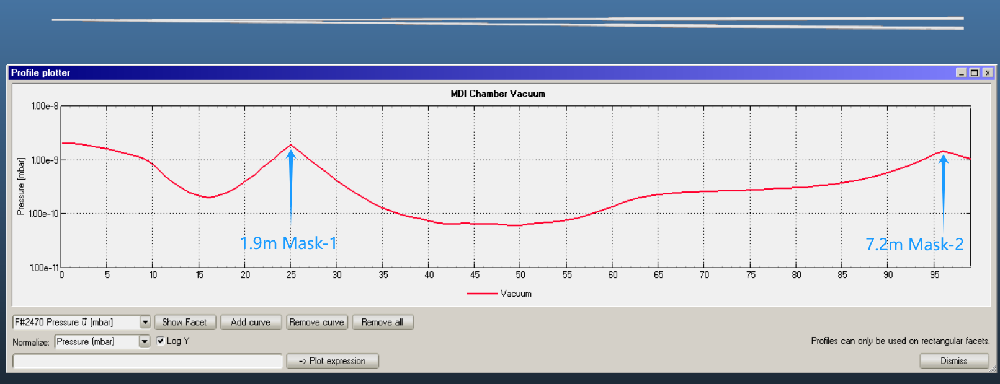 Profile plotter
MDI Chamber Vacuum
1.00e-8
1.00e-9
1.00e-10
1.00e-11
Pressure [mbar]
0 5 10 15 20 25 30 35 40 45 50 55 60 65 70 75 80 85 90 95
1.9m Mask-1
7.2m Mask-2
Vacuum
F#2470 Pressure ū [mbar] Show Facet Add curve Remove curve Remove all
Normalize: Pressure (mbar) Log Y
Profiles can only be used on rectangular facets.
-> Plot expression Dismiss